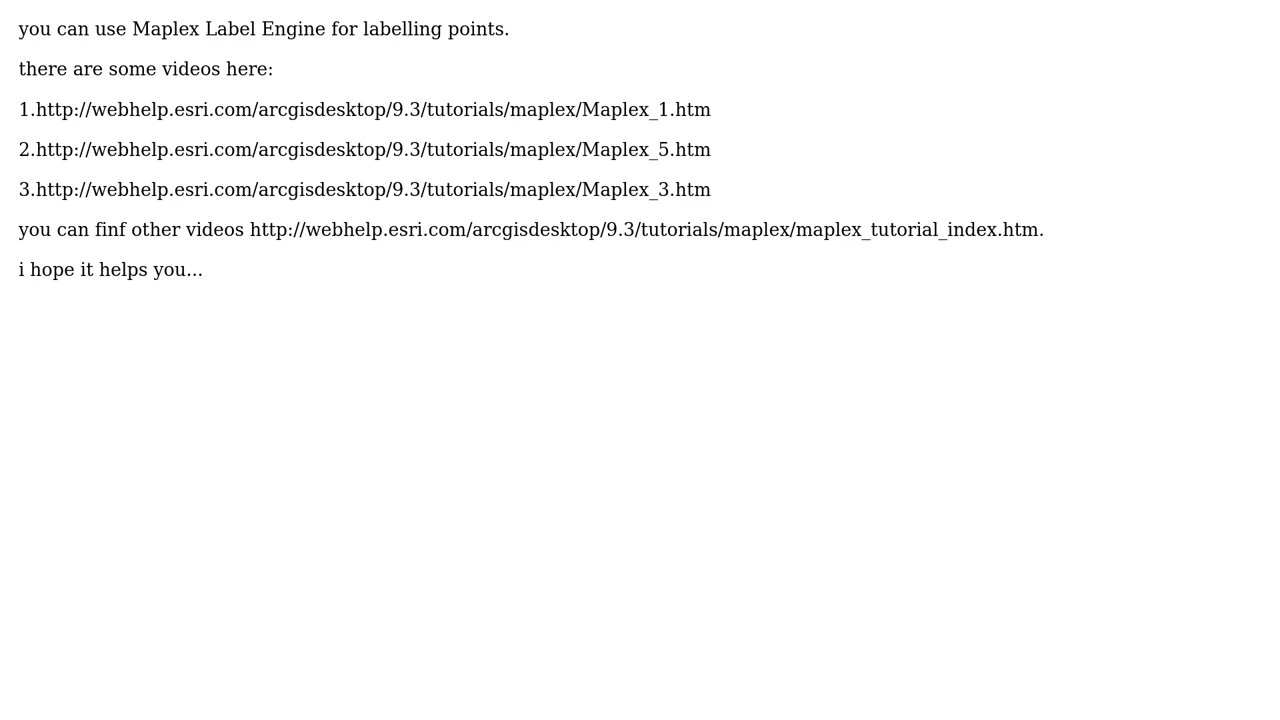 you can use Maplex Label Engine for labelling points.
there are some videos here:
1.http://webhelp.esri.com/arcgisdesktop/9.3/tutorials/maplex/Maplex_1.htm
2.http://webhelp.esri.com/arcgisdesktop/9.3/tutorials/maplex/Maplex_5.htm
3.http://webhelp.esri.com/arcgisdesktop/9.3/tutorials/maplex/Maplex_3.htm
you can finf other videos http://webhelp.esri.com/arcgisdesktop/9.3/tutorials/maplex/maplex_tutorial_index.htm.
i hope it helps you...